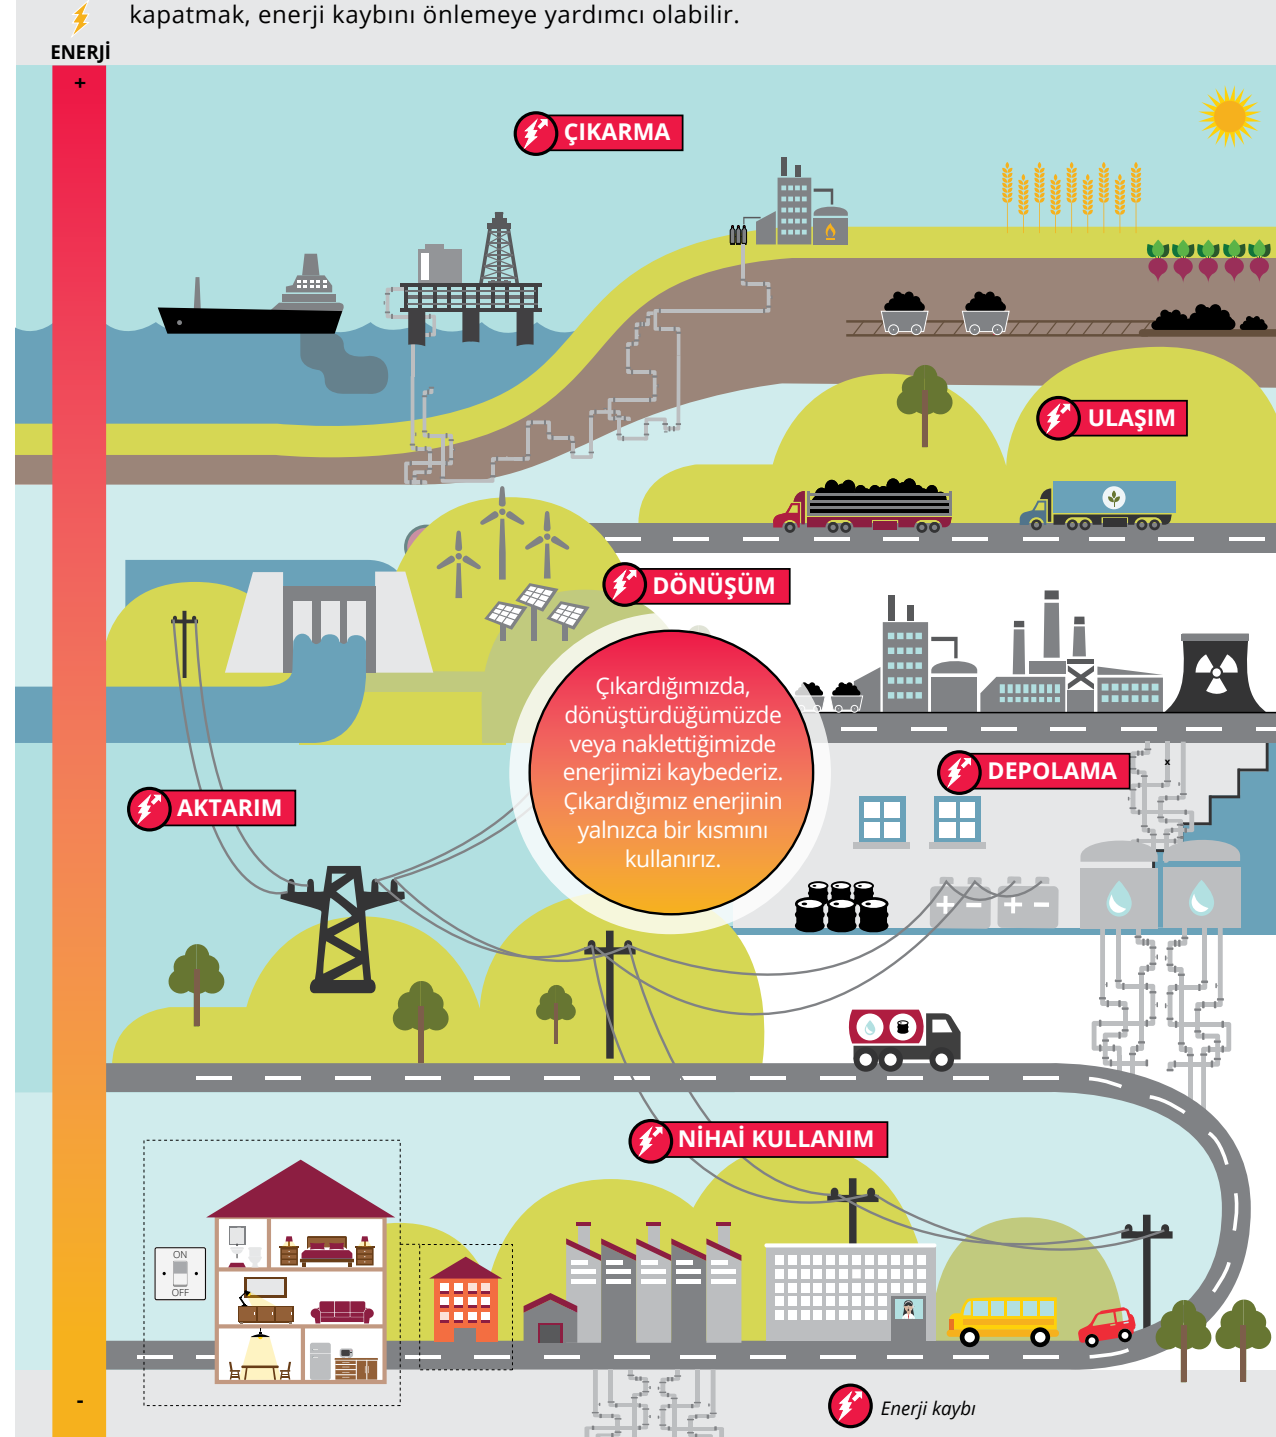 kapatmak, enerji kaybını önlemeye yardımcı olabilir.
ENERJİ
+
ÇIKARMA
ULAŞIM
DÖNÜŞÜM
Çıkardığımızda,
dönüştürdüğümüzde
veya naklettiğimizde
enerjimizi kaybederiz.
Çıkardığımız enerjinin
yalnızca bir kısmını
kullanırız.
DEPOLAMA
x
AKTARIM
+ - + -
NİHAİ KULLANIM
ON
OFF
-
Enerji kaybı